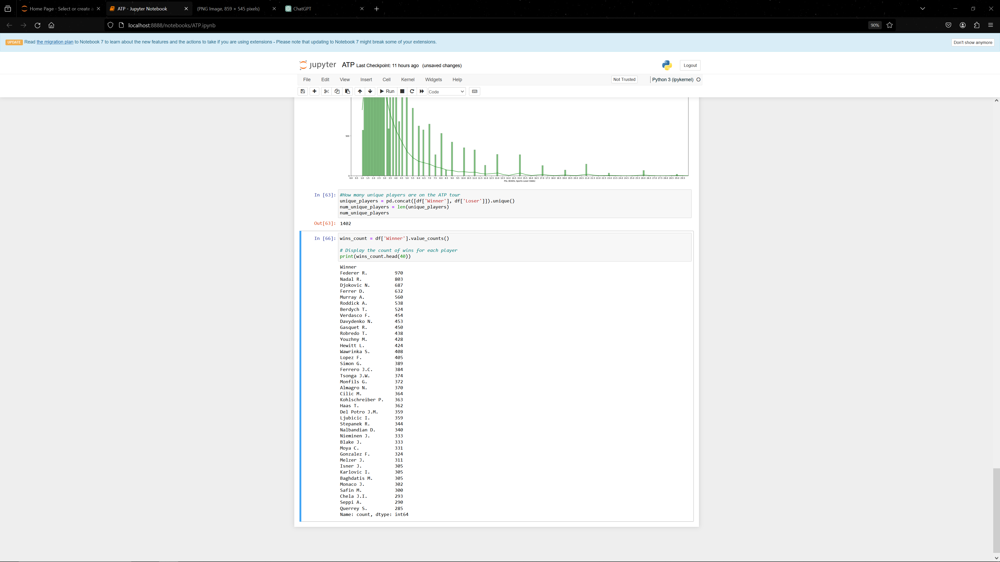 Home Page - Select or create a
ATP - Jupyter Notebook
(PNG Image, 859 × 545 pixels)
ChatGPT
localhost:8888/notebooks/ATP.ipynb
90%
UPDATE Read the migration plan to Notebook 7 to learn about the new features and the actions to take if you are using extensions - Please note that updating to Notebook 7 might break some of your extensions.
Don't show anymore
jupyter ATP Last Checkpoint: 11 hours ago (unsaved changes)
Logout
File Edit View Insert Cell Kernel Widgets Help
Not Trusted
Python 3 (ipykernel)
Run
Code
500
0
0.0 0.5 1.0 1.5 2.0 2.5 3.0 3.5 4.0 4.5 5.0 5.5 6.0 6.5 7.0 7.5 8.0 8.5 9.0 9.5 10.0 10.5 11.0 11.5 12.0 12.5 13.0 13.5 14.0 14.5 15.0 15.5 16.0 16.5 17.0 17.5 18.0 18.5 19.0 19.5 20.0 20.5 21.0 21.5 22.0 22.5 23.0 23.5 24.0 24.5 25.0 25.5 26.0 26.5 27.0 27.5 28.0 28.5 29.0 29.5
PSL (B365L Sports Loser Odds)
In [63]: #How many unique players are on the ATP tour
unique_players = pd.concat([df['Winner'], df['Loser']]).unique()
num_unique_players = len(unique_players)
num_unique_players
Out[63]: 1402
In [66]: wins_count = df['Winner'].value_counts()
# Display the count of wins for each player
print(wins_count.head(40))
Winner
Federer R. 970
Nadal R. 803
Djokovic N. 687
Ferrer D. 632
Murray A. 560
Roddick A. 538
Berdych T. 524
Verdasco F. 454
Davydenko N. 453
Gasquet R. 450
Robredo T. 438
Youzhny M. 428
Hewitt L. 424
Wawrinka S. 408
Lopez F. 405
Simon G. 389
Ferrero J.C. 384
Tsonga J.W. 374
Monfils G. 372
Almagro N. 370
Cilic M. 364
Kohlschreiber P. 363
Haas T. 362
Del Potro J.M. 359
Ljubicic I. 359
Stepanek R. 344
Nalbandian D. 340
Nieminen J. 333
Blake J. 333
Moya C. 331
Gonzalez F. 324
Melzer J. 311
Isner J. 305
Karlovic I. 305
Baghdatis M. 305
Monaco J. 302
Safin M. 300
Chela J.I. 293
Seppi A. 290
Querrey S. 285
Name: count, dtype: int64